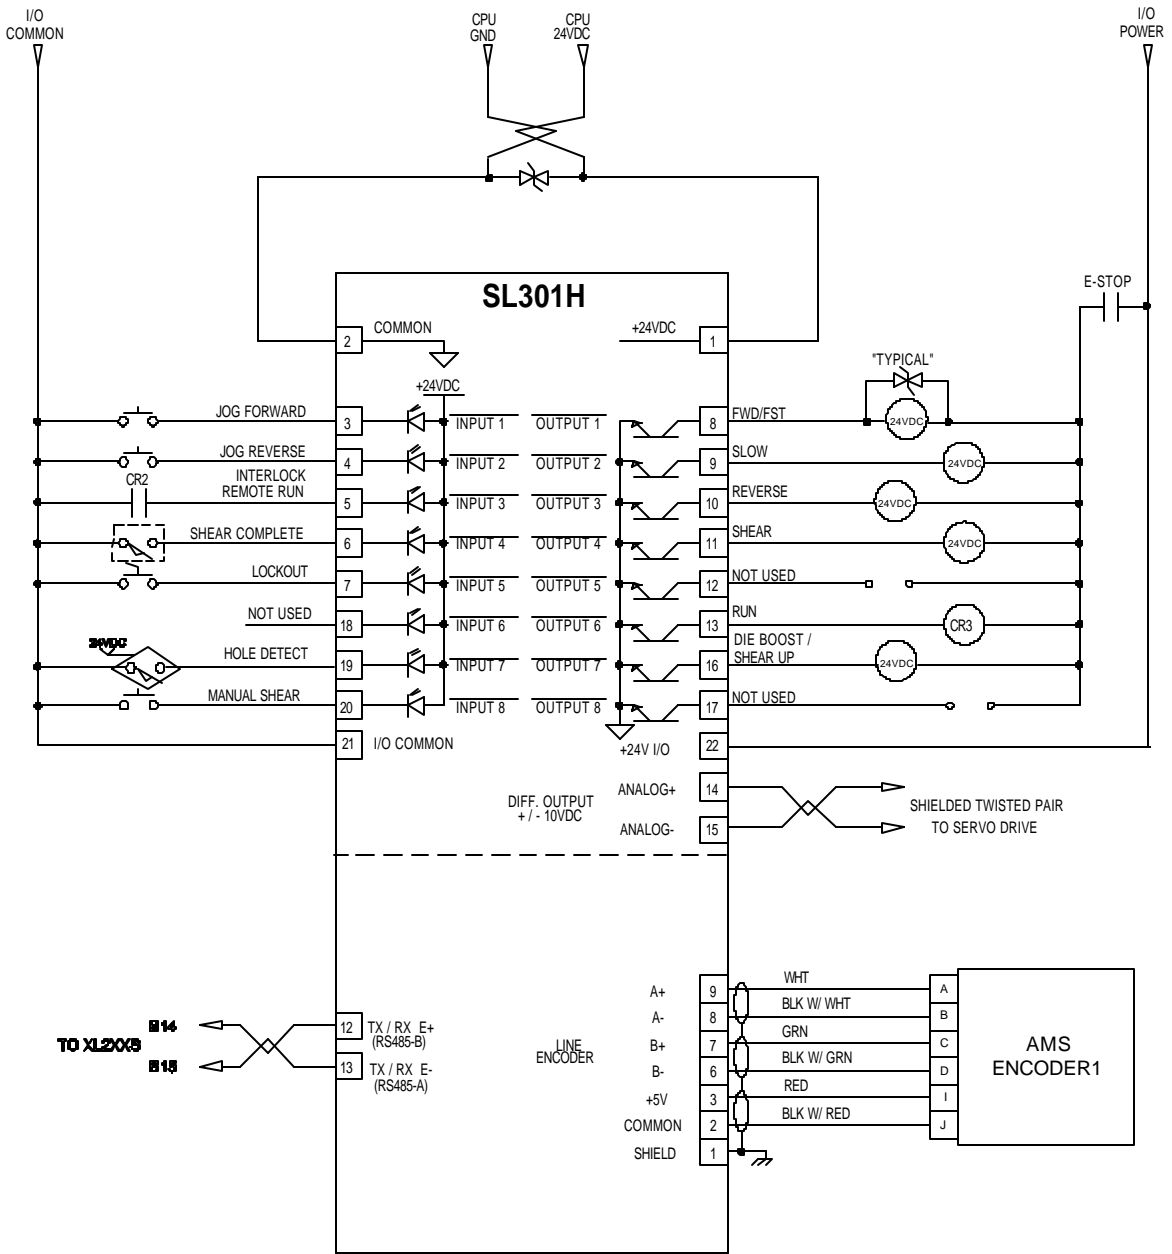 I/O
COMMON
CPU
GND
CPU
24VDC
I/O
POWER
SL301H
E-STOP
2
COMMON
+24VDC
1
"TYPICAL"
+24VDC
JOG FORWARD
3
INPUT 1
OUTPUT 1
8
FWD/FST
24VDC
JOG REVERSE
4
INPUT 2
OUTPUT 2
9
SLOW
24VDC
CR2
INTERLOCK
REMOTE RUN
5
INPUT 3
OUTPUT 3
10
REVERSE
24VDC
SHEAR COMPLETE
6
INPUT 4
OUTPUT 4
11
SHEAR
24VDC
LOCKOUT
7
INPUT 5
OUTPUT 5
12
NOT USED
NOT USED
18
INPUT 6
OUTPUT 6
13
RUN
CR3
24VDC
HOLE DETECT
19
INPUT 7
OUTPUT 7
16
DIE BOOST /
SHEAR UP
24VDC
MANUAL SHEAR
20
INPUT 8
OUTPUT 8
17
NOT USED
21
I/O COMMON
+24V I/O
22
DIFF. OUTPUT
+ / - 10VDC
ANALOG+
14
ANALOG-
15
SHIELDED TWISTED PAIR
TO SERVO DRIVE
TO XL2XXS
14
15
12
TX / RX E+
(RS485-B)
13
TX / RX E-
(RS485-A)
LINE
ENCODER
A+
9
WHT
A
A-
8
BLK W/ WHT
B
B+
7
GRN
C
B-
6
BLK W/ GRN
D
+5V
3
RED
I
COMMON
2
BLK W/ RED
J
SHIELD
1
AMS
ENCODER1